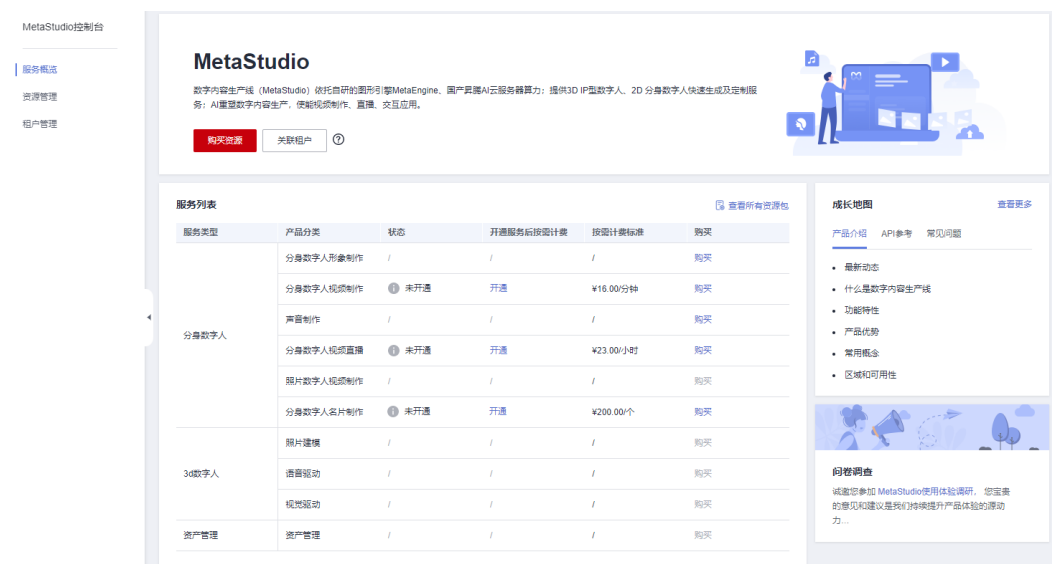 MetaStudio控制台
服务概览
资源管理
租户管理
MetaStudio
数字内容生产线（MetaStudio）依托自研的图形引擎MetaEngine、国产昇腾AI云服务器算力；提供3D IP型数字人、2D 分身数字人快速生成及定制服
务；AI重塑数字内容生产，使能视频制作、直播、交互应用。
购买资源 关联租户 ?
服务列表 查看所有资源包
服务类型 产品分类 状态 开通服务后按需计费 按需计费标准 购买
分身数字人
分身数字人形象制作 / / / 购买
分身数字人视频制作 未开通 开通 ¥16.00/分钟 购买
声音制作 / / / 购买
分身数字人视频直播 未开通 开通 ¥23.00/小时 购买
照片数字人视频制作 / / / 购买
分身数字人名片制作 未开通 开通 ¥200.00/个 购买
3d数字人
照片建模 / / / 购买
语音驱动 / / / 购买
视觉驱动 / / / 购买
资产管理 资产管理 / / / 购买
成长地图 查看更多
产品介绍 API参考 常见问题
最新动态
什么是数字内容生产线
功能特性
产品优势
常用概念
区域和可用性
问卷调查
诚邀您参加 MetaStudio使用体验调研， 您宝贵
的意见和建议是我们持续提升产品体验的源动
力...